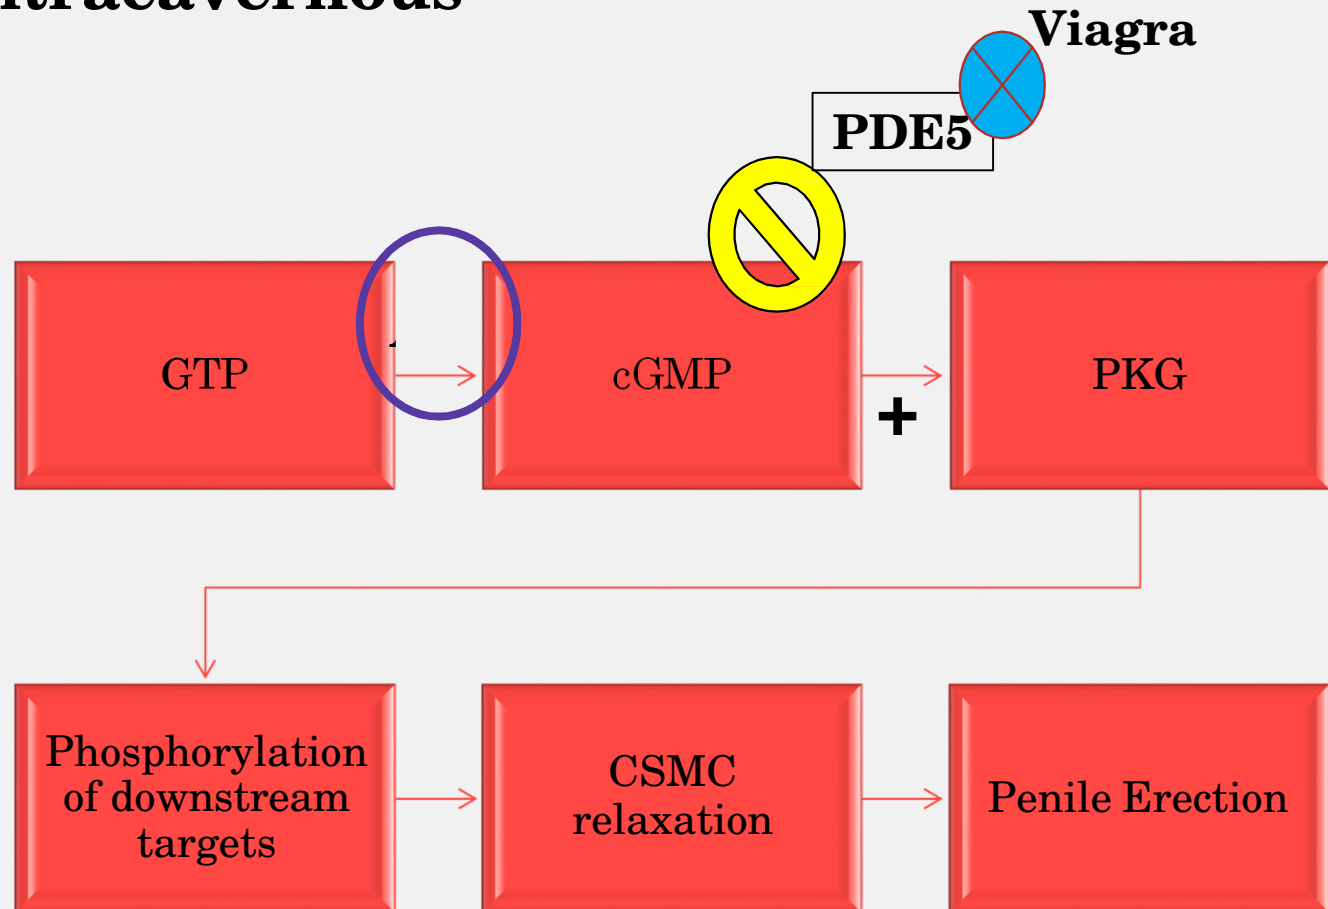 Viagra
PDE5
GTP
cGMP
+
PKG
Phosphorylation
of downstream
targets
CSMC
relaxation
Penile Erection